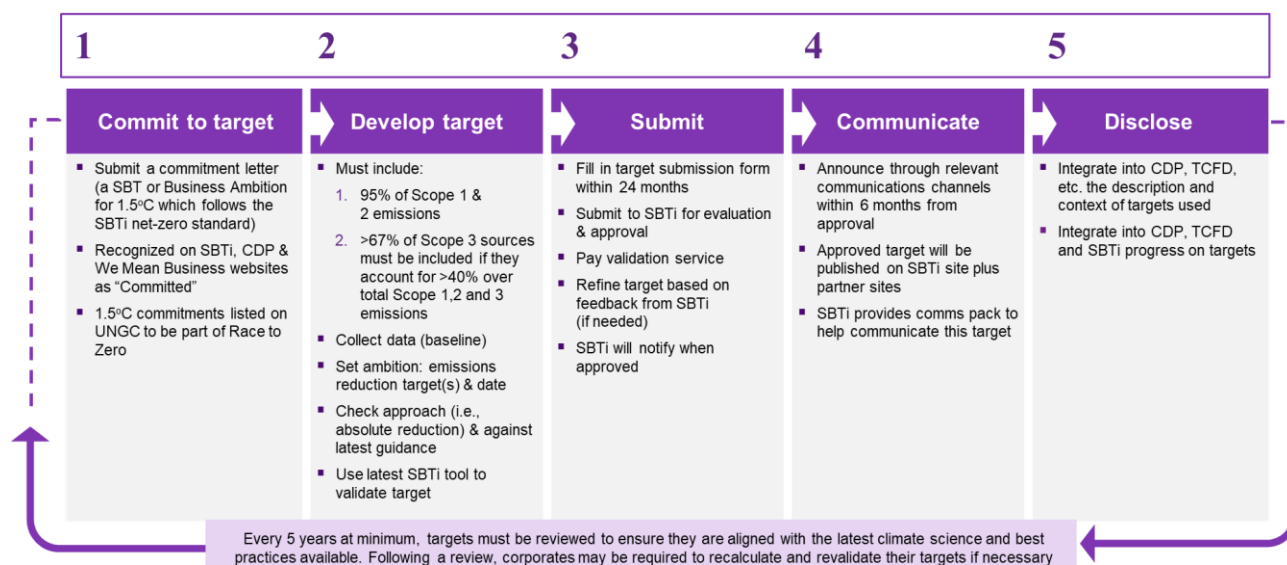 1
2
3
4
5
Commit to target
Submit a commitment letter
(a SBT or Business Ambition
for 1.5ºC which follows the
SBTi net-zero standard)
Recognized on SBTi, CDP &
We Mean Business websites
as “Committed”
1.5ºC commitments listed on
UNGC to be part of Race to
Zero
Develop target
Must include:
1. 95% of Scope 1 &
2 emissions
2. >67% of Scope 3 sources
must be included if they
account for >40% over
total Scope 1,2 and 3
emissions
Collect data (baseline)
Set ambition: emissions
reduction target(s) & date
Check approach (i.e.,
absolute reduction) & against
latest guidance
Use latest SBTi tool to
validate target
Submit
Fill in target submission form
within 24 months
Submit to SBTi for evaluation
& approval
Pay validation service
Refine target based on
feedback from SBTi
(if needed)
SBTi will notify when
approved
Communicate
Announce through relevant
communications channels
within 6 months from
approval
Approved target will be
published on SBTi site plus
partner sites
SBTi provides comms pack to
help communicate this target
Disclose
Integrate into CDP, TCFD,
etc. the description and
context of targets used
Integrate into CDP, TCFD
and SBTi progress on targets
Every 5 years at minimum, targets must be reviewed to ensure they are aligned with the latest climate science and best
practices available. Following a review, corporates may be required to recalculate and revalidate their targets if necessary